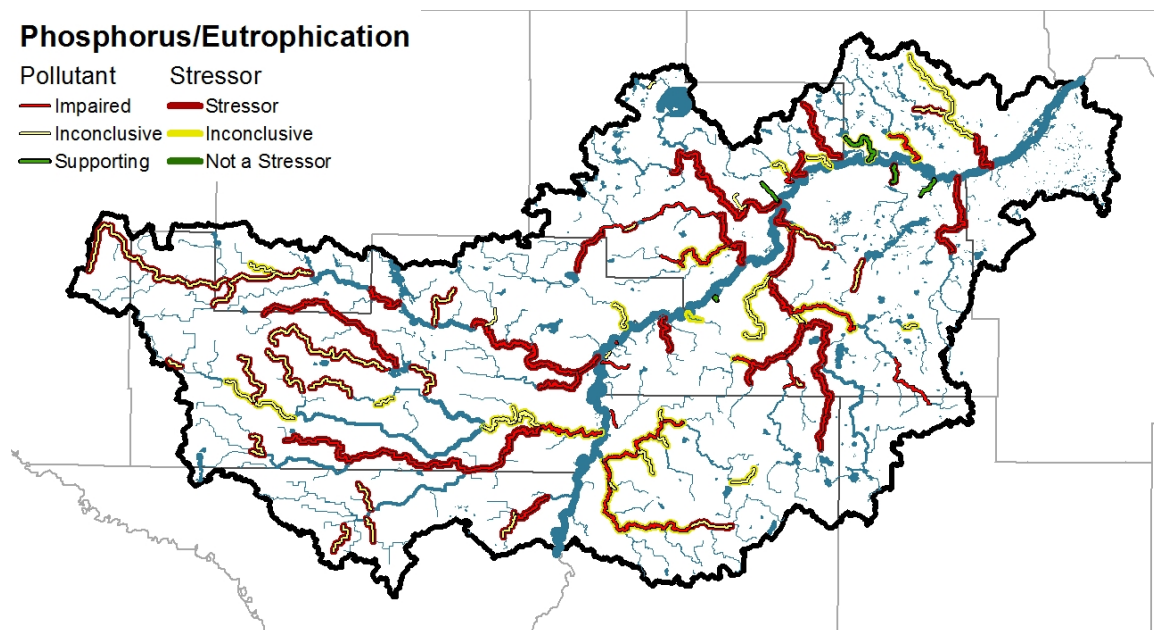 Phosphorus/Eutrophication
Pollutant Stressor
Impaired Stressor
Inconclusive Inconclusive
Supporting Not a Stressor